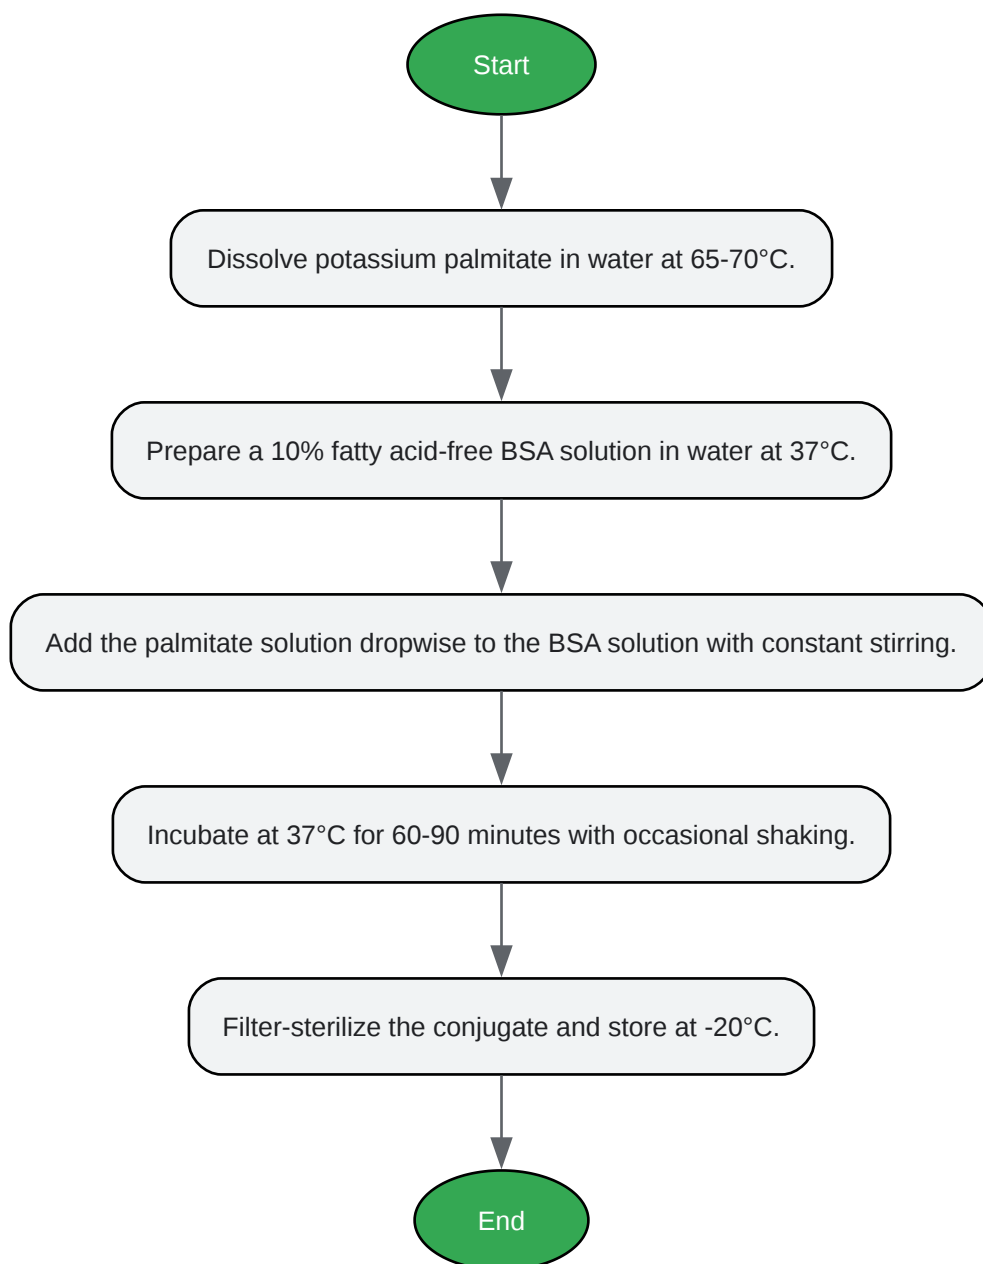 Start
Dissolve potassium palmitate in water at 65-70°C.
Prepare a 10% fatty acid-free BSA solution in water at 37°C.
Add the palmitate solution dropwise to the BSA solution with constant stirring.
Incubate at 37°C for 60-90 minutes with occasional shaking.
Filter-sterilize the conjugate and store at -20°C.
End